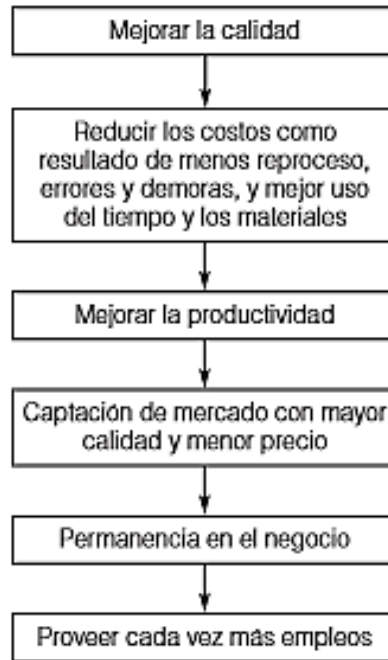 Mejorar la calidad
Reducir los costos como
resultado de menos reproceso,
errores y demoras, y mejor uso
del tiempo y los materiales
Mejorar la productividad
Captación de mercado con mayor
calidad y menor precio
Permanencia en el negocio
Proveer cada vez más empleos